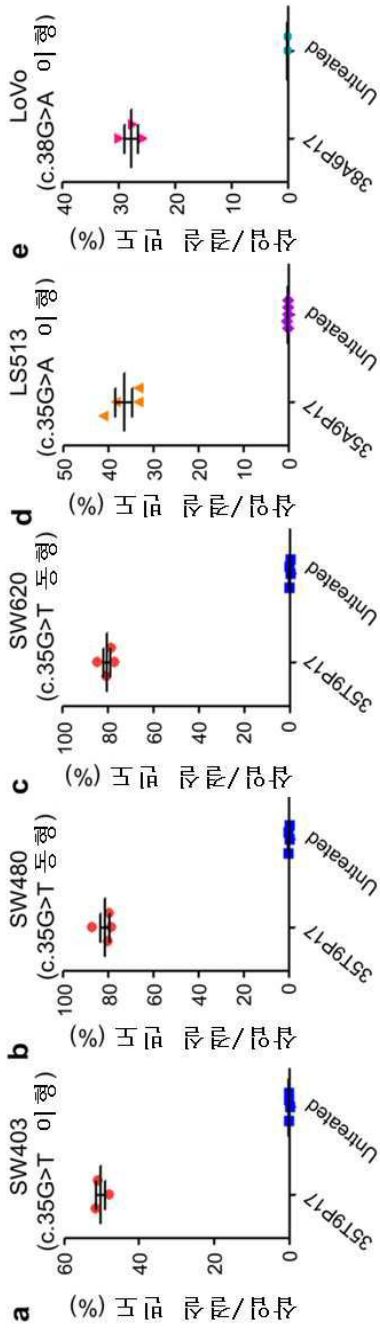 a
SW403
(c.35G>T 이형)
삽입/결실 빈도 (%)
60
40
20
0
35T9P17
Untreated
b
SW480
(c.35G>T 동형)
삽입/결실 빈도 (%)
100
80
60
40
20
0
35T9P17
Untreated
c
SW620
(c.35G>T 동형)
삽입/결실 빈도 (%)
100
80
60
40
20
0
35T9P17
Untreated
d
LS513
(c.35G>A 이형)
삽입/결실 빈도 (%)
50
40
30
20
10
0
35A9P17
Untreated
e
LoVo
(c.38G>A 이형)
삽입/결실 빈도 (%)
40
30
20
10
0
38A6P17
Untreated